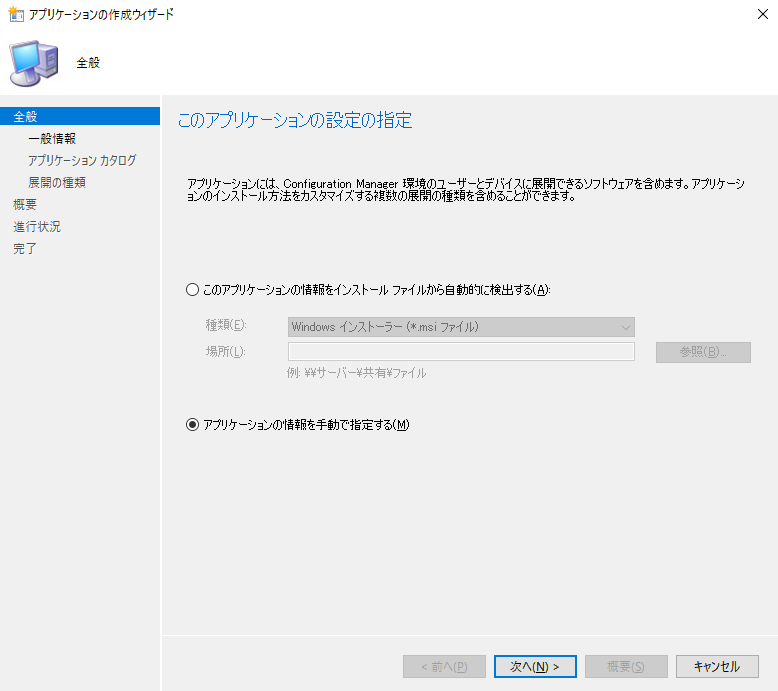 アプリケーションの作成ウィザード
全般
全般
一般情報
アプリケーション カタログ
展開の種類
概要
進行状況
完了
このアプリケーションの設定の指定
アプリケーションには、Configuration Manager 環境のユーザーとデバイスに展開できるソフトウェアを含めます。アプリケーシ
ョンのインストール方法をカスタマイズする複数の展開の種類を含めることができます。
このアプリケーションの情報をインストール ファイルから自動的に検出する(A):
種類(E):
Windows インストーラー (*.msi ファイル)
場所(L):
参照(B)...
例: ¥¥サーバー¥共有¥ファイル
アプリケーションの情報を手動で指定する(M)
< 前へ(P)
次へ(N) >
概要(S)
キャンセル